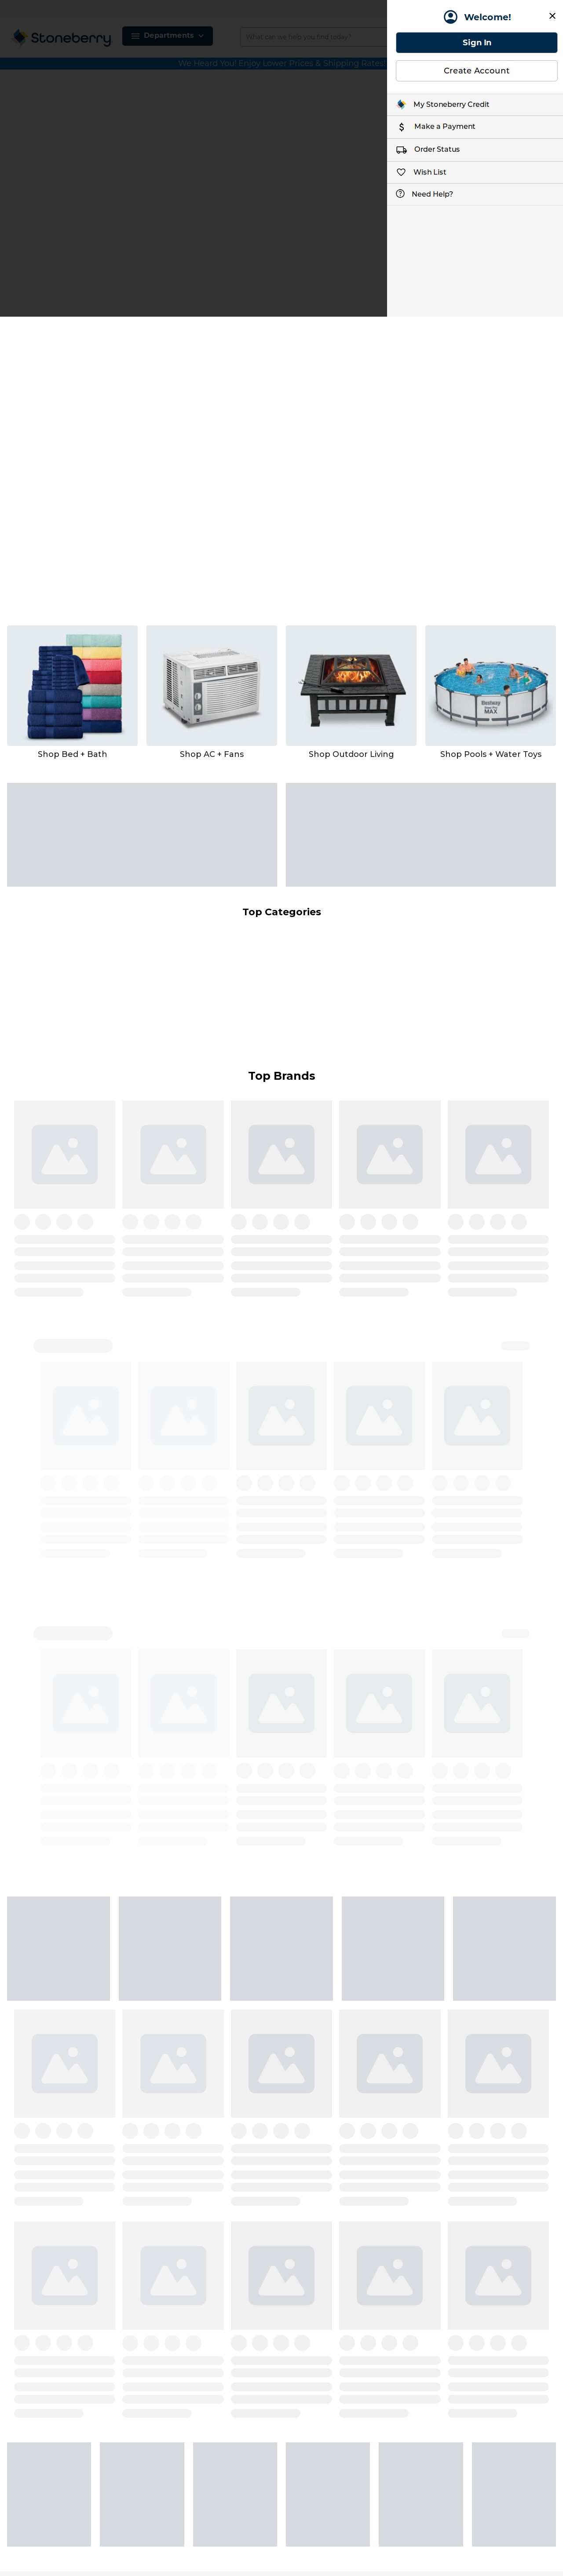 Stoneberry
Departments
What can we help you find today?
We Heard You! Enjoy Lower Prices & Shipping Rates!
Welcome!
Sign In
Create Account
My Stoneberry Credit
Make a Payment
Order Status
Wish List
Need Help?
Bestway
MAX
Shop Bed + Bath
Shop AC + Fans
Shop Outdoor Living
Shop Pools + Water Toys
Top Categories
Top Brands